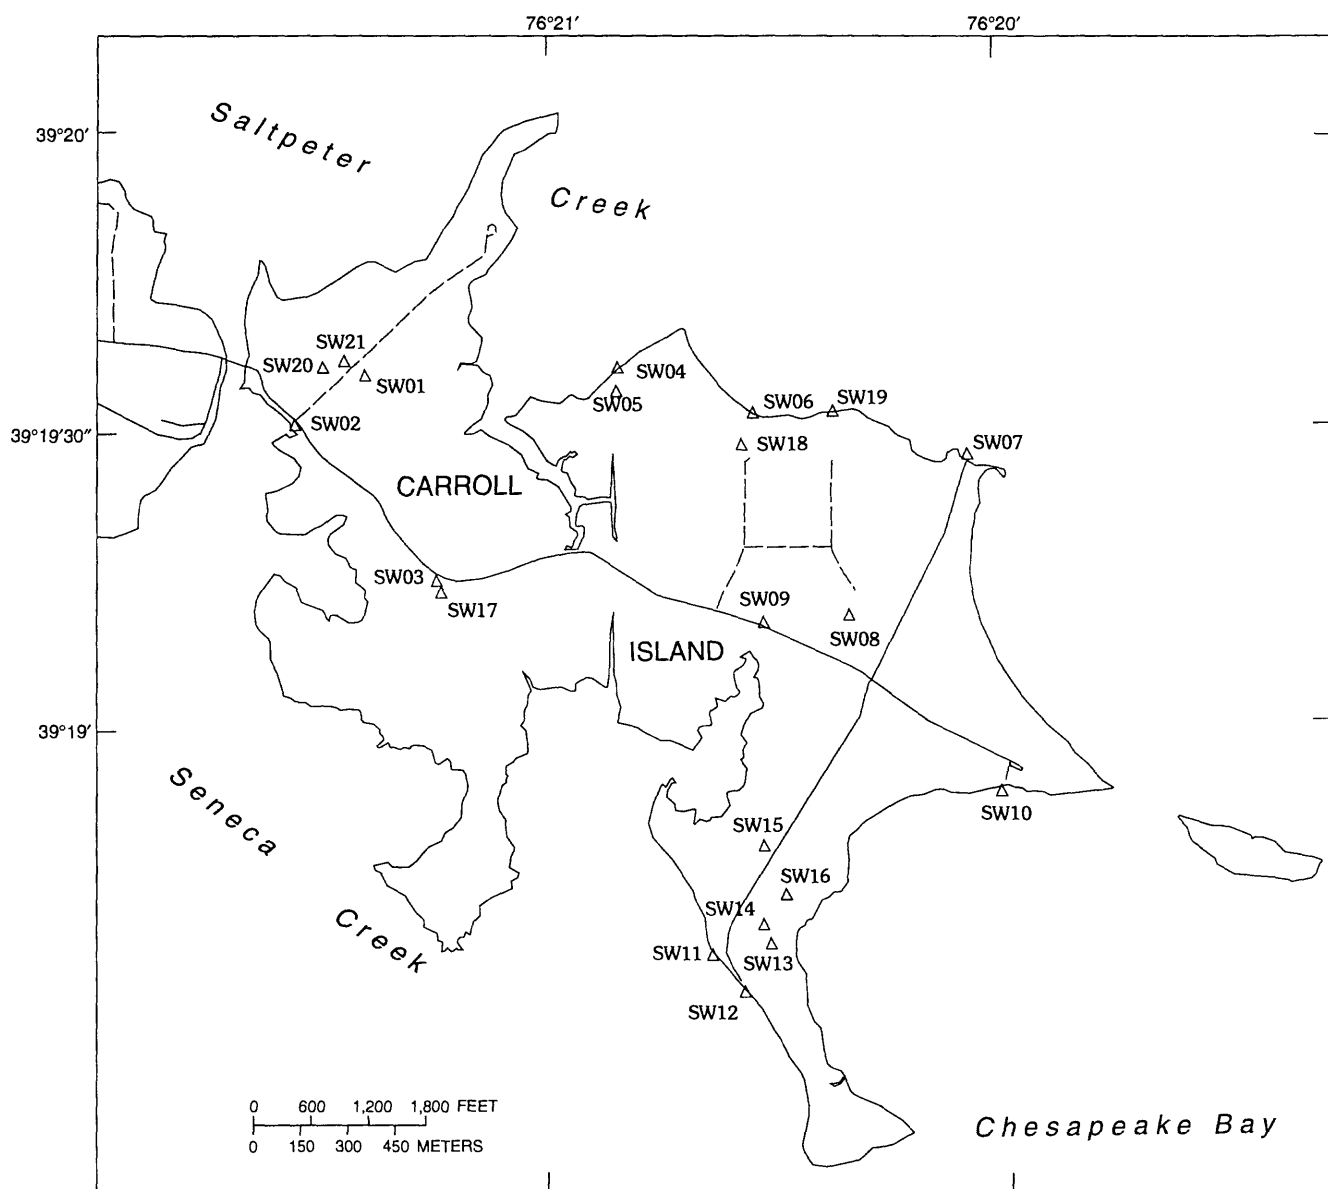 76°21′ 76°20′
Saltpeter
39°20′
Creek
SW21
SW20
SW04
SW01
SW05
SW06 SW19
SW02
39°19′30″
SW18
SW07
CARROLL
SW03
SW17
SW09
SW08
ISLAND
39°19′
Seneca
SW10
SW15
SW16
SW14
Creek
SW11
SW13
SW12
0 600 1,200 1,800 FEET
0 150 300 450 METERS
Chesapeake Bay